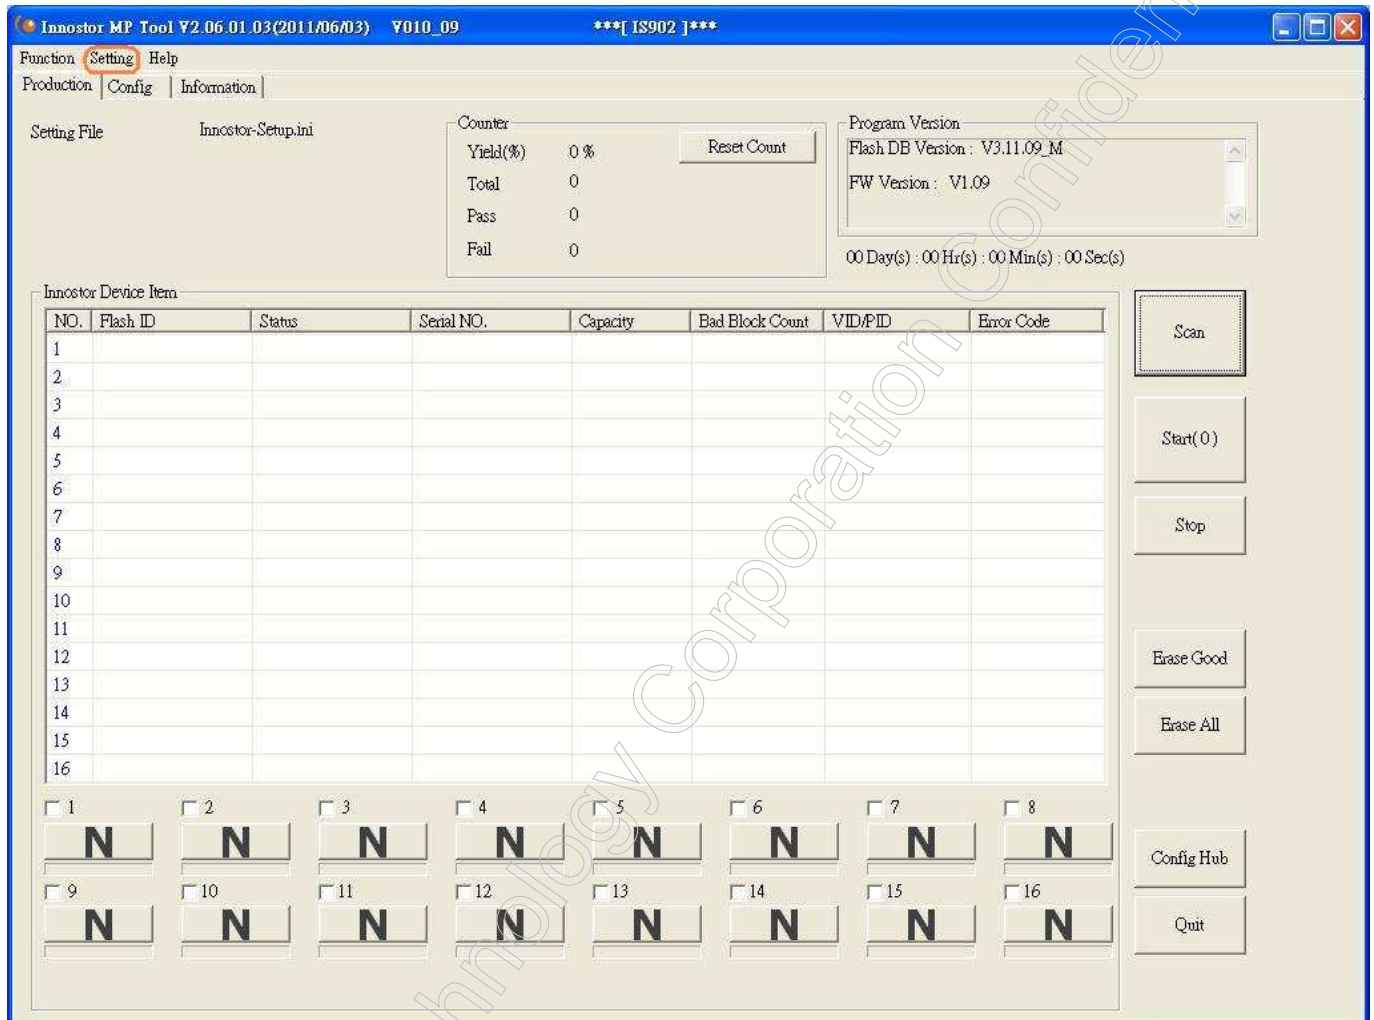 Innostor MP Tool V2.06.01.03(2011/06/03) V010_09 ***[ IS902 ]***
Function Setting Help
Production Config Information
Setting File Innostor-Setup.ini
Counter
Yield(%) 0 %
Reset Count
Total 0
Pass 0
Fail 0
Program Version
Flash DB Version : V3.11.09_M
FW Version : V1.09
00 Day(s) : 00 Hr(s) : 00 Min(s) : 00 Sec(s)
Innostor Device Item
NO. Flash ID Status Serial NO. Capacity Bad Block Count VID/PID Error Code
1
2
3
4
5
6
7
8
9
10
11
12
13
14
15
16
Scan
Start( 0 )
Stop
Erase Good
Erase All
1 2 3 4 5 6 7 8
N N N N N N N N
9 10 11 12 13 14 15 16
N N N N N N N N
Config Hub
Quit
hnology Corporation Confiden